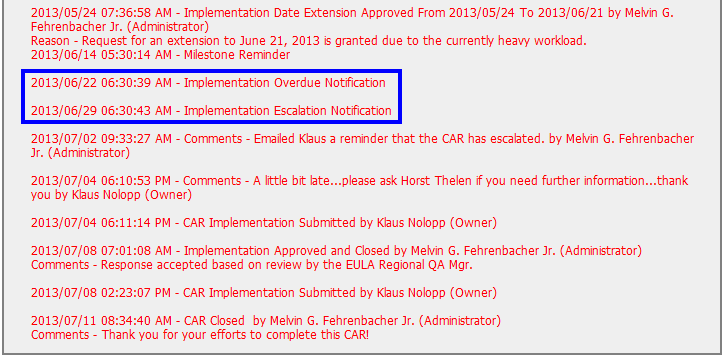 2013/05/24 07:36:58 AM - Implementation Date Extension Approved From 2013/05/24 To 2013/06/21 by Melvin G.
Fehrenbacher Jr. (Administrator)
Reason - Request for an extension to June 21, 2013 is granted due to the currently heavy workload.
2013/06/14 05:30:14 AM - Milestone Reminder
2013/06/22 06:30:39 AM - Implementation Overdue Notification
2013/06/29 06:30:43 AM - Implementation Escalation Notification
2013/07/02 09:33:27 AM - Comments - Emailed Klaus a reminder that the CAR has escalated. by Melvin G. Fehrenbacher
Jr. (Administrator)
2013/07/04 06:10:53 PM - Comments - A little bit late...please ask Horst Thelen if you need further information...thank
you by Klaus Nolopp (Owner)
2013/07/04 06:11:14 PM - CAR Implementation Submitted by Klaus Nolopp (Owner)
2013/07/08 07:01:08 AM - Implementation Approved and Closed by Melvin G. Fehrenbacher Jr. (Administrator)
Comments - Response accepted based on review by the EULA Regional QA Mgr.
2013/07/08 02:23:07 PM - CAR Implementation Submitted by Klaus Nolopp (Owner)
2013/07/11 08:34:40 AM - CAR Closed  by Melvin G. Fehrenbacher Jr. (Administrator)
Comments - Thank you for your efforts to complete this CAR!